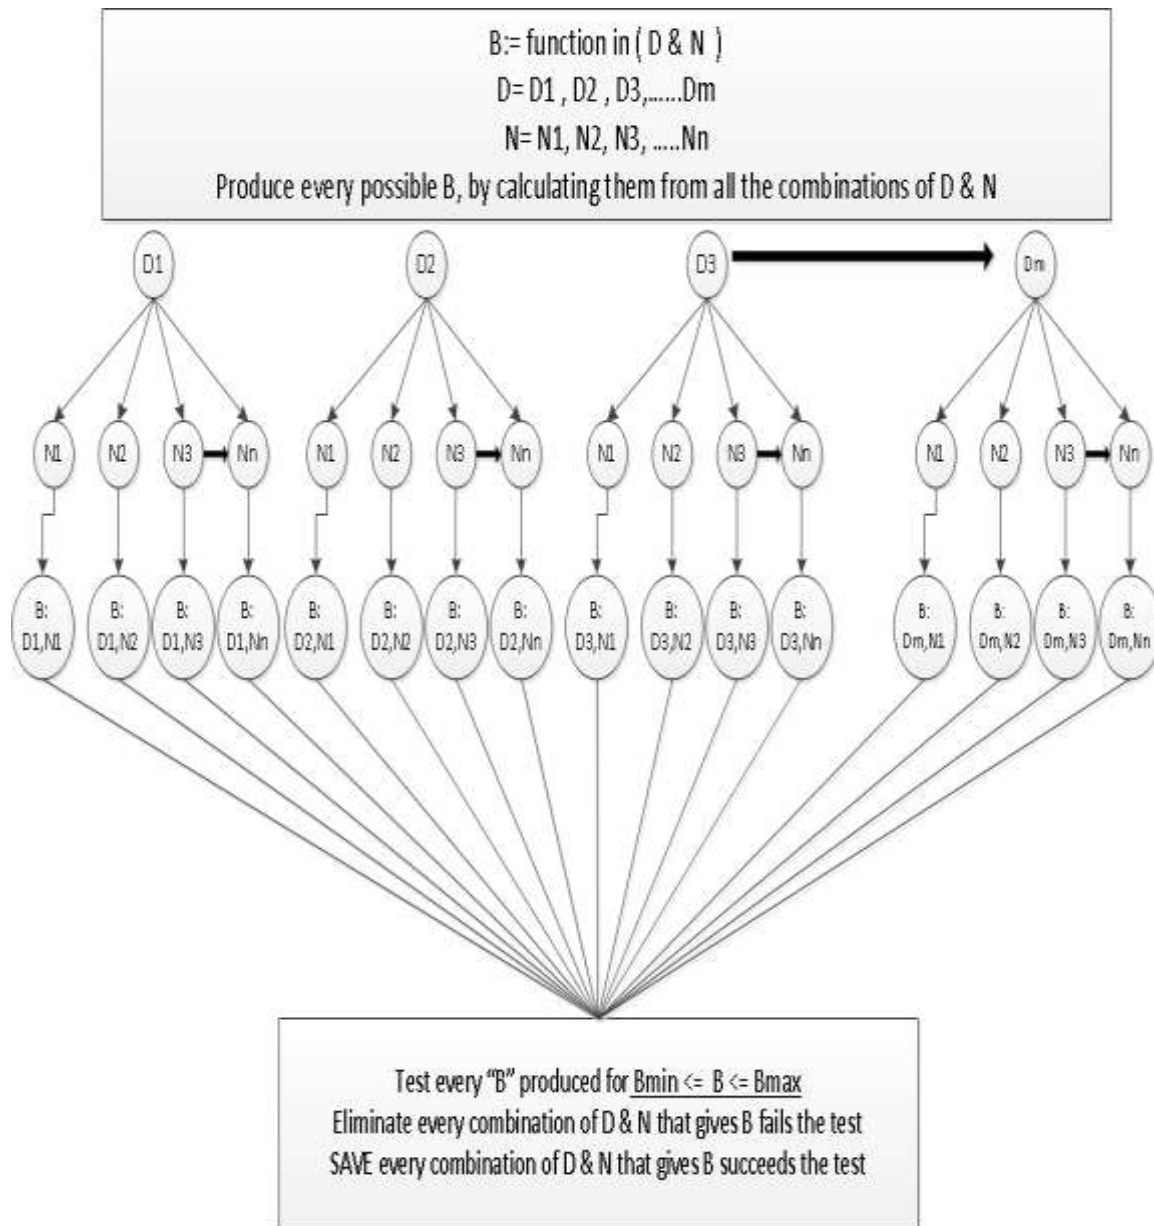 B:= function in ( D & N )
D= D1 , D2 , D3,......Dm
N= N1, N2, N3, .....Nn
Produce every possible B, by calculating them from all the combinations of D & N
D1
D2
D3
Dm
N1
N2
N3
Nn
N1
N2
N3
Nn
N1
N2
N3
Nn
N1
N2
N3
Nn
B:
D1,N1
B:
D1,N2
B:
D1,N3
B:
D1,Nn
B:
D2,N1
B:
D2,N2
B:
D2,N3
B:
D2,Nn
B:
D3,N1
B:
D3,N2
B:
D3,N3
B:
D3,Nn
B:
Dm,N1
B:
Dm,N2
B:
Dm,N3
B:
Dm,Nn
Test every “B” produced for Bmin <= B <= Bmax
Eliminate every combination of D & N that gives B fails the test
SAVE every combination of D & N that gives B succeeds the test